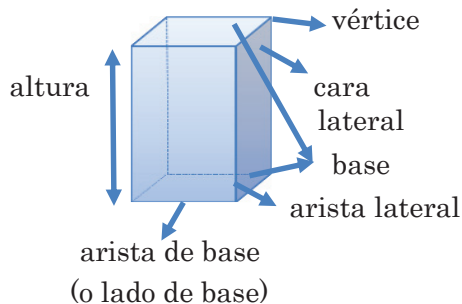 vértice
altura
cara
lateral
base
arista lateral
arista de base
(o lado de base)